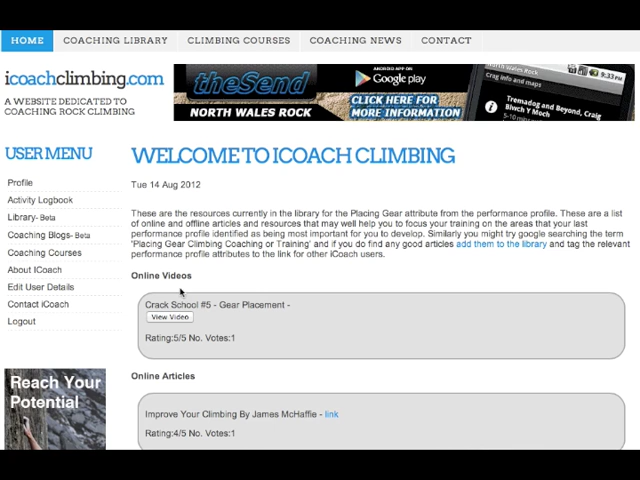 HOME COACHING LIBRARY CLIMBING COURSES COACHING NEWS CONTACT
icoachclimbing.com
A WEBSITE DEDICATED TO
COACHING ROCK CLIMBING
theSend
NORTH WALES ROCK
ANDROID APP ON
Google play
CLICK HERE FOR
MORE INFORMATION
North Wales Rock
Crag info and maps
9:33 PM
Tremadog and Beyond, Craig
Bhwch Y Moch
USER MENU
Profile
Activity Logbook
Library- Beta
Coaching Blogs- Beta
Coaching Courses
About ICoach
Edit User Details
Contact iCoach
Logout
Reach Your
Potential
WELCOME TO ICOACH CLIMBING
Tue 14 Aug 2012
These are the resources currently in the library for the Placing Gear attribute from the performance profile. These are a list
of online and offline articles and resources that may well help you to focus your training on the areas that your last
performance profile identified as being most important for you to develop. Similarly you might try google searching the term
'Placing Gear Climbing Coaching or Training' and if you do find any good articles add them to the library and tag the relevant
performance profile attributes to the link for other iCoach users.
Online Videos
Crack School #5 - Gear Placement -
View Video
Rating:5/5 No. Votes:1
Online Articles
Improve Your Climbing By James McHaffie - link
Rating:4/5 No. Votes:1